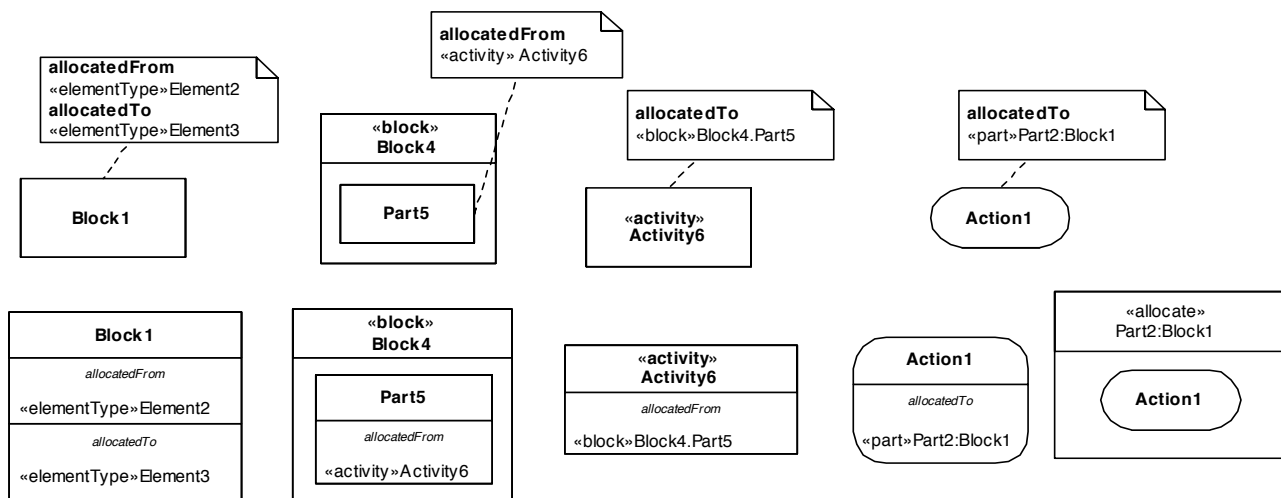 allocatedFrom
«elementType»Element2
allocatedTo
«elementType»Element3
Block1
«block»
Block4
Part5
allocatedFrom
«activity» Activity6
allocatedTo
«block»Block4.Part5
«activity»
Activity6
allocatedTo
«part»Part2:Block1
Action1
Block1
allocatedFrom
«elementType»Element2
allocatedTo
«elementType»Element3
«block»
Block4
Part5
allocatedFrom
«activity»Activity6
«activity»
Activity6
allocatedFrom
«block»Block4.Part5
Action1
allocatedTo
«part»Part2:Block1
«allocate»
Part2:Block1
Action1